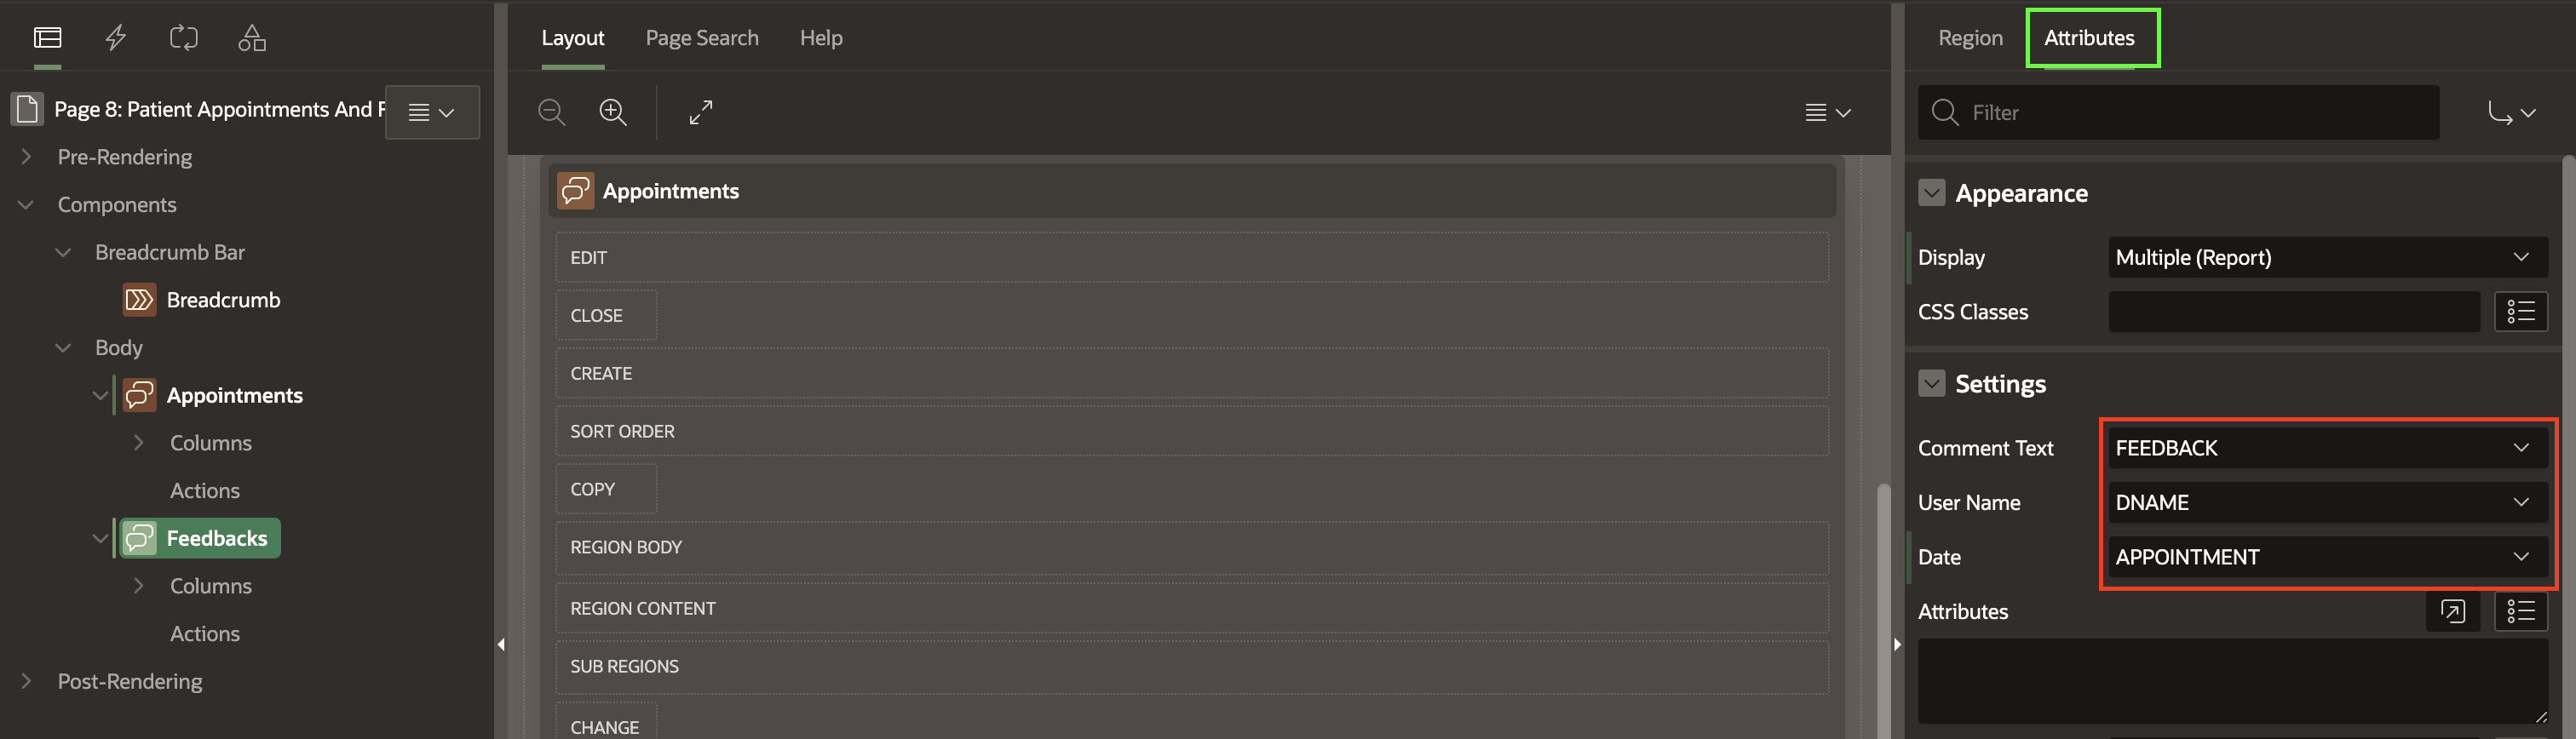 Page 8: Patient Appointments And F
Pre-Rendering
Components
Breadcrumb Bar
Breadcrumb
Body
Appointments
Columns
Actions
Feedbacks
Columns
Actions
Post-Rendering
Layout Page Search Help
Appointments
EDIT
CLOSE
CREATE
SORT ORDER
COPY
REGION BODY
REGION CONTENT
SUB REGIONS
CHANGE
Region Attributes
Filter
Appearance
Display Multiple (Report)
CSS Classes
Settings
Comment Text FEEDBACK
User Name DNAME
Date APPOINTMENT
Attributes